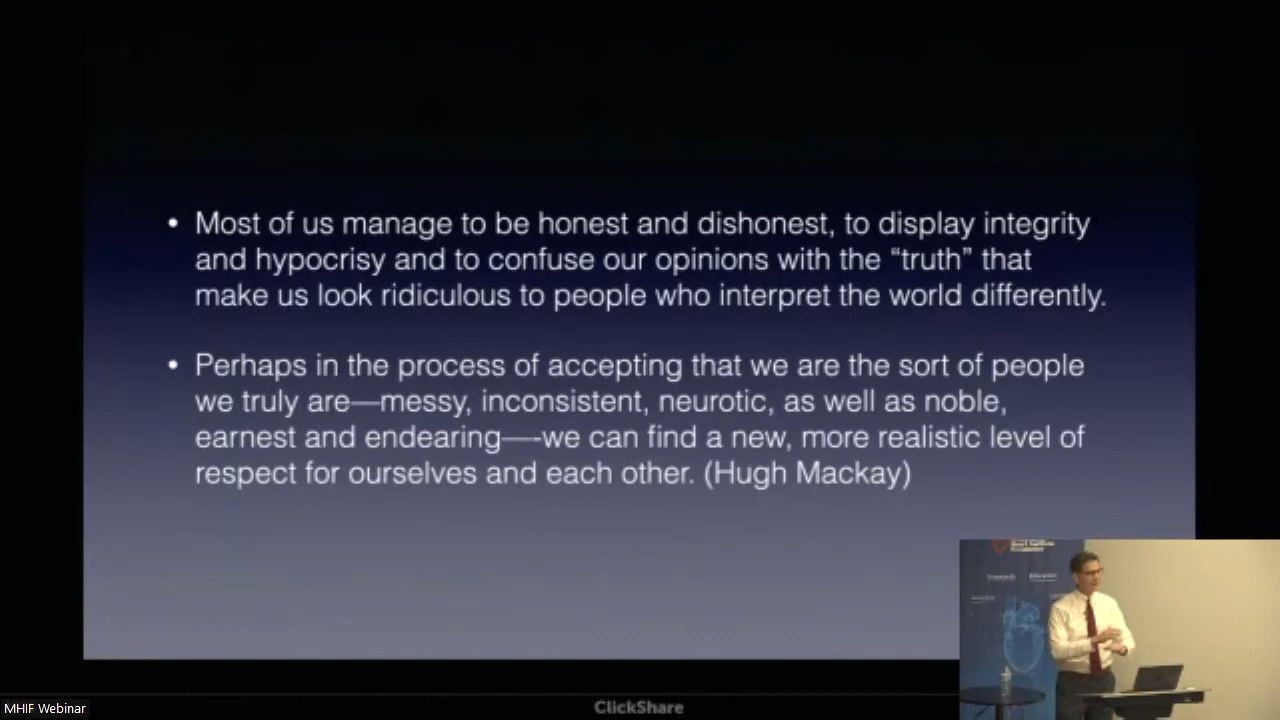 • Most of us manage to be honest and dishonest, to display integrity
and hypocrisy and to confuse our opinions with the “truth” that
make us look ridiculous to people who interpret the world differently.
• Perhaps in the process of accepting that we are the sort of people
we truly are—messy, inconsistent, neurotic, as well as noble,
earnest and endearing—-we can find a new, more realistic level of
respect for ourselves and each other. (Hugh Mackay)
MHIF Webinar
ClickShare